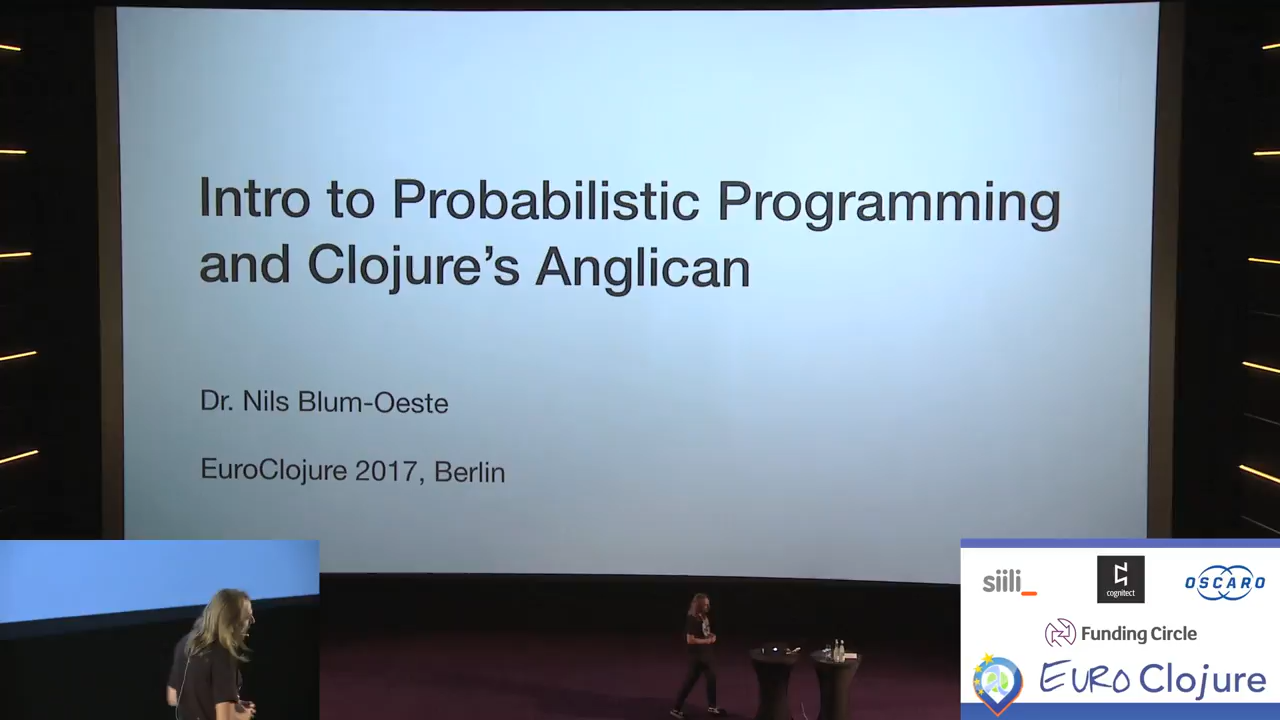 Intro to Probabilistic Programming
and Clojure’s Anglican
Dr. Nils Blum-Oeste
EuroClojure 2017, Berlin
siili_
cognitect
OSCARO
Funding Circle
EURO Clojure